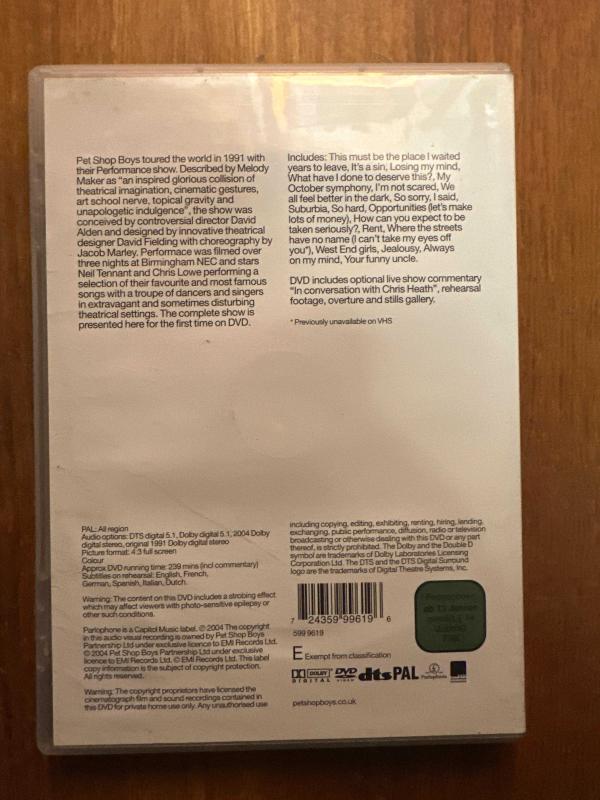 Pet Shop Boys toured the world in 1991 with
their Performance show. Described by Melody
Maker as "an inspired glorious collision of
theatrical imagination, cinematic gestures,
art school nerve, topical gravity and
unapologetic indulgence", the show was
conceived by controversial director David
Alden and designed by innovative theatrical
designer David Fielding with choreography by
Jacob Marley. Performace was filmed over
three nights at Birmingham NEC and stars
Neil Tennant and Chris Lowe performing a
selection of their favourite and most famous
songs with a troupe of dancers and singers
in extravagant and sometimes disturbing
theatrical settings. The complete show is
presented here for the first time on DVD.
Includes: This must be the place I waited
years to leave, It's a sin, Losing my mind,
What have I done to deserve this?, My
October symphony, I'm not scared, We
all feel better in the dark, So sorry, I said,
Suburbia, So hard, Opportunities (let's make
lots of money), How can you expect to be
taken seriously?, Rent, Where the streets
have no name (I can't take my eyes off
you*), West End girls, Jealousy, Always
on my mind, Your funny uncle.
DVD includes optional live show commentary
"In conversation with Chris Heath", rehearsal
footage, overture and stills gallery.
* Previously unavailable on VHS
PAL: All region
Audio options: DTS digital 5.1, Dolby digital 5.1, 2004 Dolby
digital stereo, original 1991 Dolby digital stereo
Picture format: 4:3 full screen
Colour
Approx DVD running time: 239 mins (incl commentary)
Subtitles on rehearsal: English, French,
German, Spanish, Italian, Dutch.
Warning: The content on this DVD includes a strobing effect
which may affect viewers with photo-sensitive epilepsy or
other such conditions.
Parlophone is a Capitol Music label. ℗ 2004 The copyright
in this audio visual recording is owned by Pet Shop Boys
Partnership Ltd under exclusive licence to EMI Records Ltd.
© 2004 Pet Shop Boys Partnership Ltd under exclusive
licence to EMI Records Ltd. © EMI Records Ltd. This label
copy information is the subject of copyright protection.
All rights reserved.
Warning: The copyright proprietors have licensed the
cinematograph film and sound recordings contained in
this DVD for private home use only. Any unauthorised use
including copying, editing, exhibiting, renting, hiring, lending,
exchanging, public performance, diffusion, radio or television
broadcasting or otherwise dealing with this DVD or any part
thereof, is strictly prohibited. The Dolby and the Double D
symbol are trademarks of Dolby Laboratories Licensing
Corporation Ltd. The DTS and the DTS Digital Surround
logo are the trademarks of Digital Theatre Systems, Inc.
7 24359 99619 6
599 9619
E Exempt from classification
DOLBY DIGITAL DVD VIDEO dts PAL Parlophone
petshopboys.co.uk